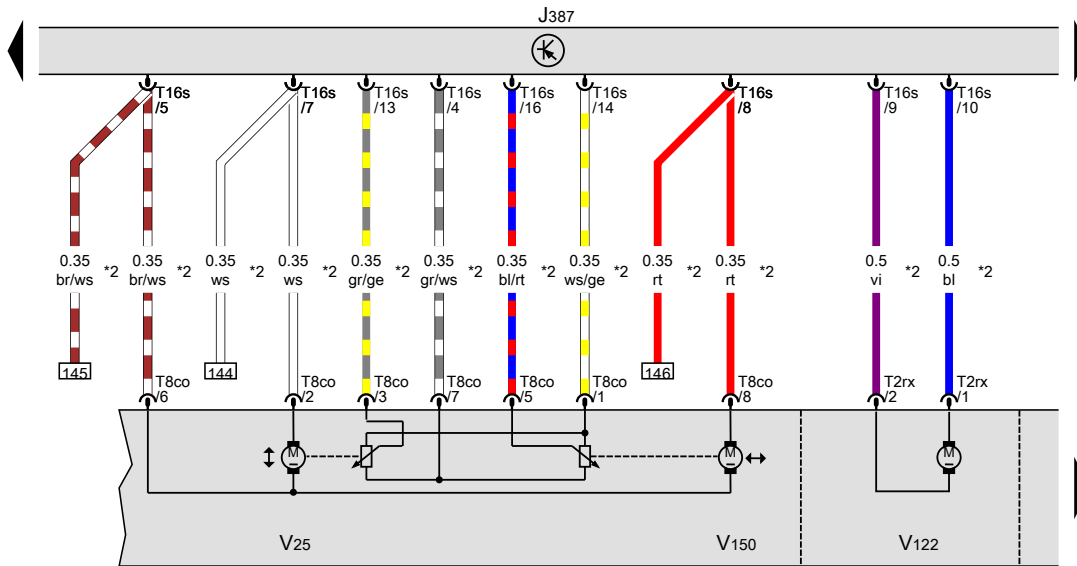 J387
T16s T16s T16s T16s T16s T16s T16s T16s T16s
/5 /7 /13 /4 /16 /14 /8 /9 /10
0.35 0.35 0.35 0.35 0.35 0.35 0.35 0.35 0.35 0.35 0.5 0.5
br/ws *2 br/ws *2 ws *2 ws *2 gr/ge *2 gr/ws *2 bl/rt *2 ws/ge *2 rt *2 rt *2 vi *2 bl *2
145 144 146
T8co T8co T8co T8co T8co T8co T8co T2rx T2rx
/6 /2 /3 /7 /5 /1 /8 /2 /1
M M M
V25 V150 V122